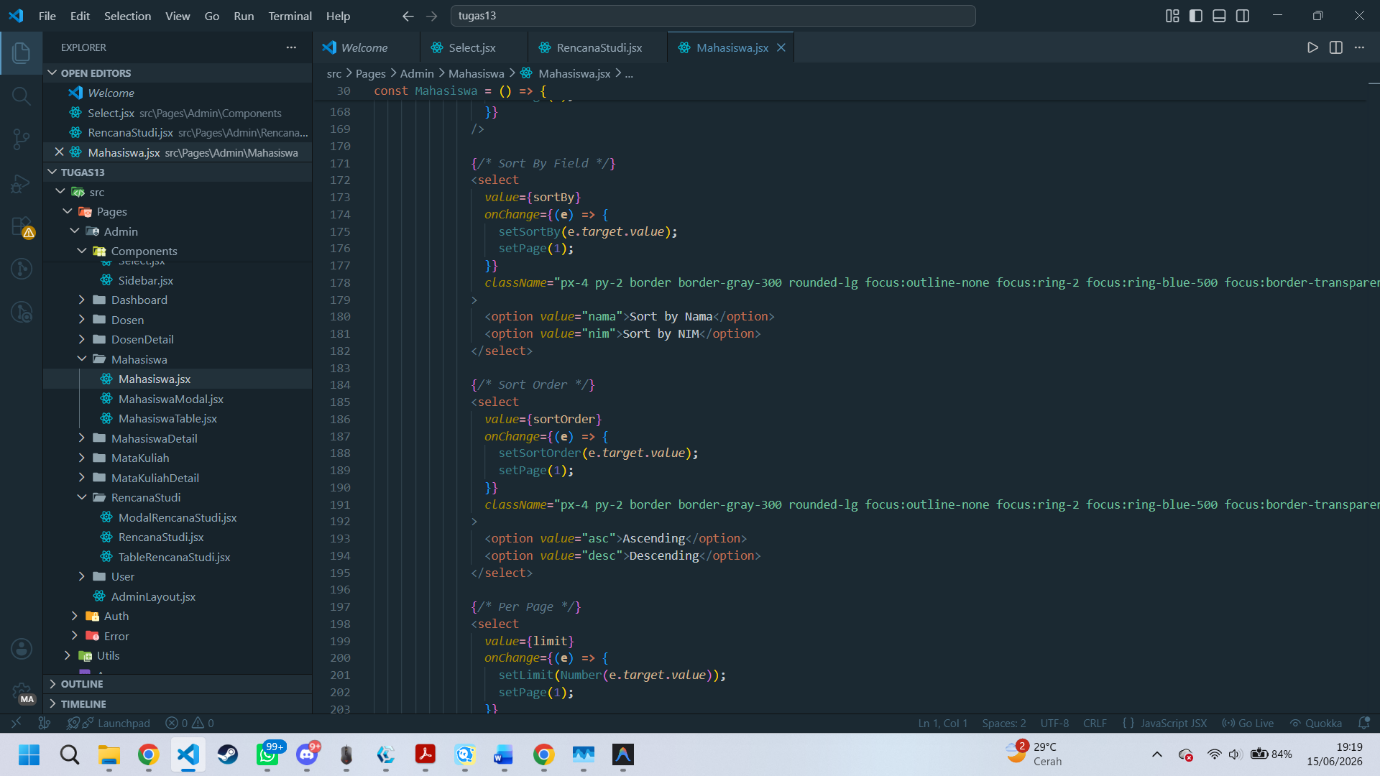 File Edit Selection View Go Run Terminal Help
tugas13
EXPLORER
OPEN EDITORS
Welcome
Select.jsx src\Pages\Admin\Components
RencanaStudi.jsx src\Pages\Admin\Rencana...
Mahasiswa.jsx src\Pages\Admin\Mahasiswa
TUGAS13
src
Pages
Admin
Components
Select.jsx
Sidebar.jsx
Dashboard
Dosen
DosenDetail
Mahasiswa
Mahasiswa.jsx
MahasiswaModal.jsx
MahasiswaTable.jsx
MahasiswaDetail
MataKuliah
MataKuliahDetail
RencanaStudi
ModalRencanaStudi.jsx
RencanaStudi.jsx
TableRencanaStudi.jsx
User
AdminLayout.jsx
Auth
Error
Utils
OUTLINE
TIMELINE
MA
Welcome Select.jsx RencanaStudi.jsx Mahasiswa.jsx
src > Pages > Admin > Mahasiswa > Mahasiswa.jsx > ...
30 const Mahasiswa = () => {
168 }}
169 />
170
171 {/* Sort By Field */}
172 <select
173 value={sortBy}
174 onChange={(e) => {
175 setSortBy(e.target.value);
176 setPage(1);
177 }}
178 className="px-4 py-2 border border-gray-300 rounded-lg focus:outline-none focus:ring-2 focus:ring-blue-500 focus:border-transparen
179 >
180 <option value="nama">Sort by Nama</option>
181 <option value="nim">Sort by NIM</option>
182 </select>
183
184 {/* Sort Order */}
185 <select
186 value={sortOrder}
187 onChange={(e) => {
188 setSortOrder(e.target.value);
189 setPage(1);
190 }}
191 className="px-4 py-2 border border-gray-300 rounded-lg focus:outline-none focus:ring-2 focus:ring-blue-500 focus:border-transparen
192 >
193 <option value="asc">Ascending</option>
194 <option value="desc">Descending</option>
195 </select>
196
197 {/* Per Page */}
198 <select
199 value={limit}
200 onChange={(e) => {
201 setLimit(Number(e.target.value));
202 setPage(1);
203 }}
Launchpad 0 0
Ln 1, Col 1 Spaces: 2 UTF-8 CRLF {} JavaScript JSX Go Live Quokka
99+
9+
2
29°C
Cerah
84%
19:19
15/06/2026